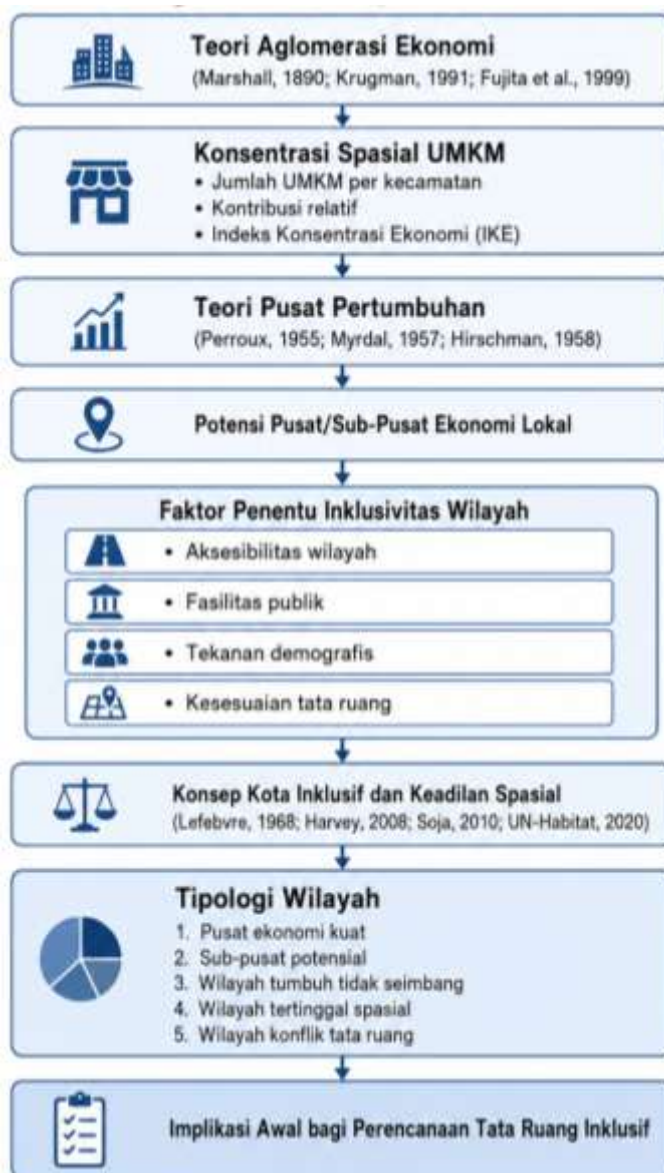 Teori Aglomerasi Ekonomi
(Marshall, 1890; Krugman, 1991; Fujita et al., 1999)
Konsentrasi Spasial UMKM
• Jumlah UMKM per kecamatan
• Kontribusi relatif
• Indeks Konsentrasi Ekonomi (IKE)
Teori Pusat Pertumbuhan
(Perroux, 1955; Myrdal, 1957; Hirschman, 1958)
Potensi Pusat/Sub-Pusat Ekonomi Lokal
Faktor Penentu Inklusivitas Wilayah
• Aksesibilitas wilayah
• Fasilitas publik
• Tekanan demografis
• Kesesuaian tata ruang
Konsep Kota Inklusif dan Keadilan Spasial
(Lefebvre, 1968; Harvey, 2008; Soja, 2010; UN-Habitat, 2020)
Tipologi Wilayah
1. Pusat ekonomi kuat
2. Sub-pusat potensial
3. Wilayah tumbuh tidak seimbang
4. Wilayah tertinggal spasial
5. Wilayah konflik tata ruang
Implikasi Awal bagi Perencanaan Tata Ruang Inklusif